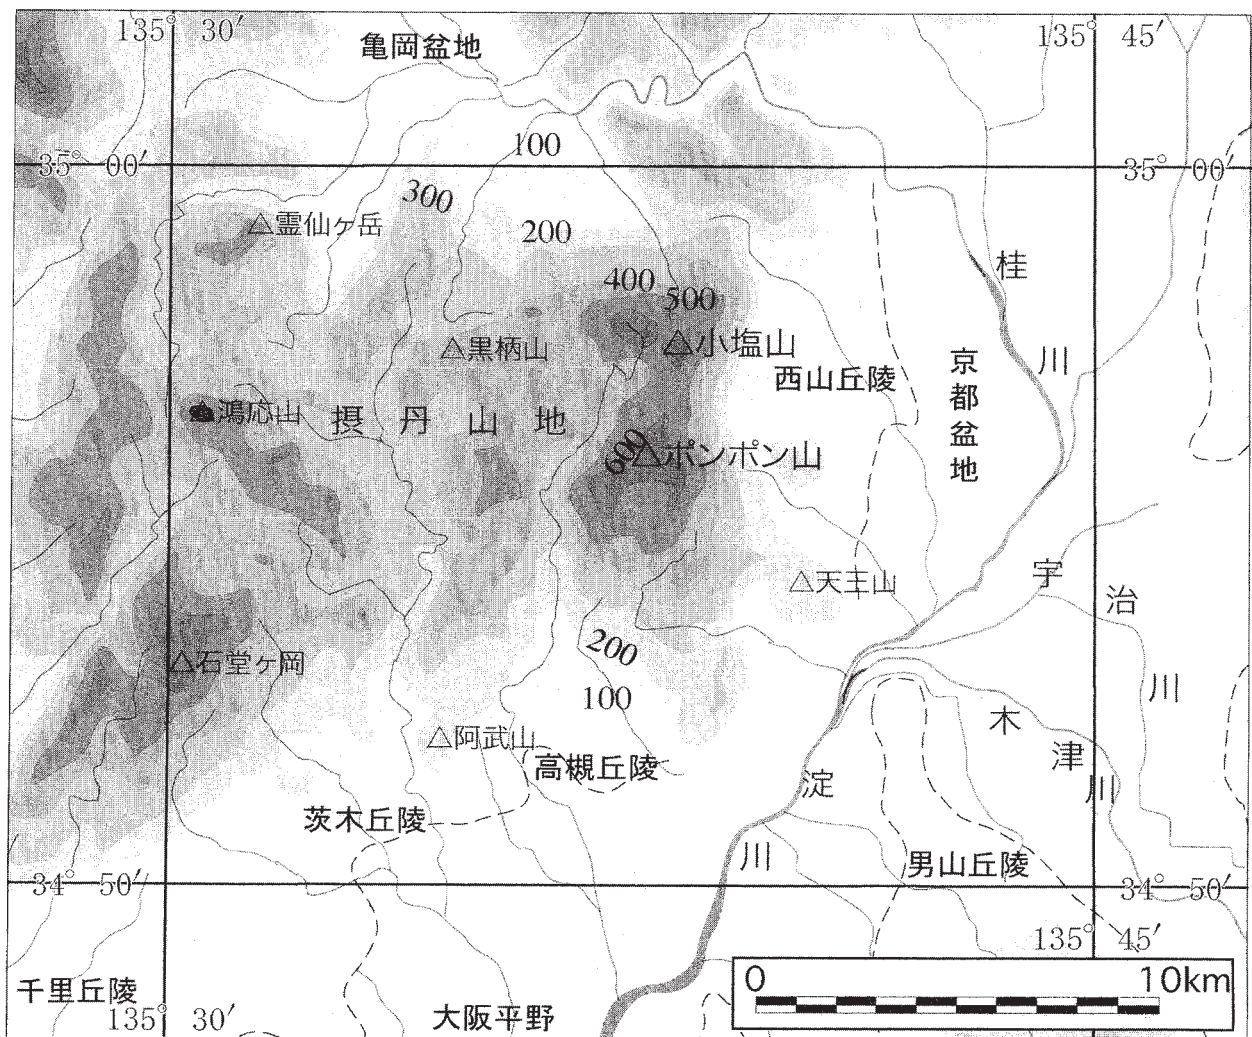 135° 30′
135° 45′
亀岡盆地
100
35° 00′
35° 00′
300
△霊仙ヶ岳
200
桂
400
500
△黒柄山
△小塩山
川
西山丘陵
京都盆地
鴻応山
摂丹山地
600
△ポンポン山
△天王山
宇
治
200
△石堂ヶ岡
川
100
木
△阿武山
津
高槻丘陵
淀
川
茨木丘陵
川
男山丘陵
34° 50′
34° 50′
135° 45′
0
10km
千里丘陵
135° 30′
大阪平野